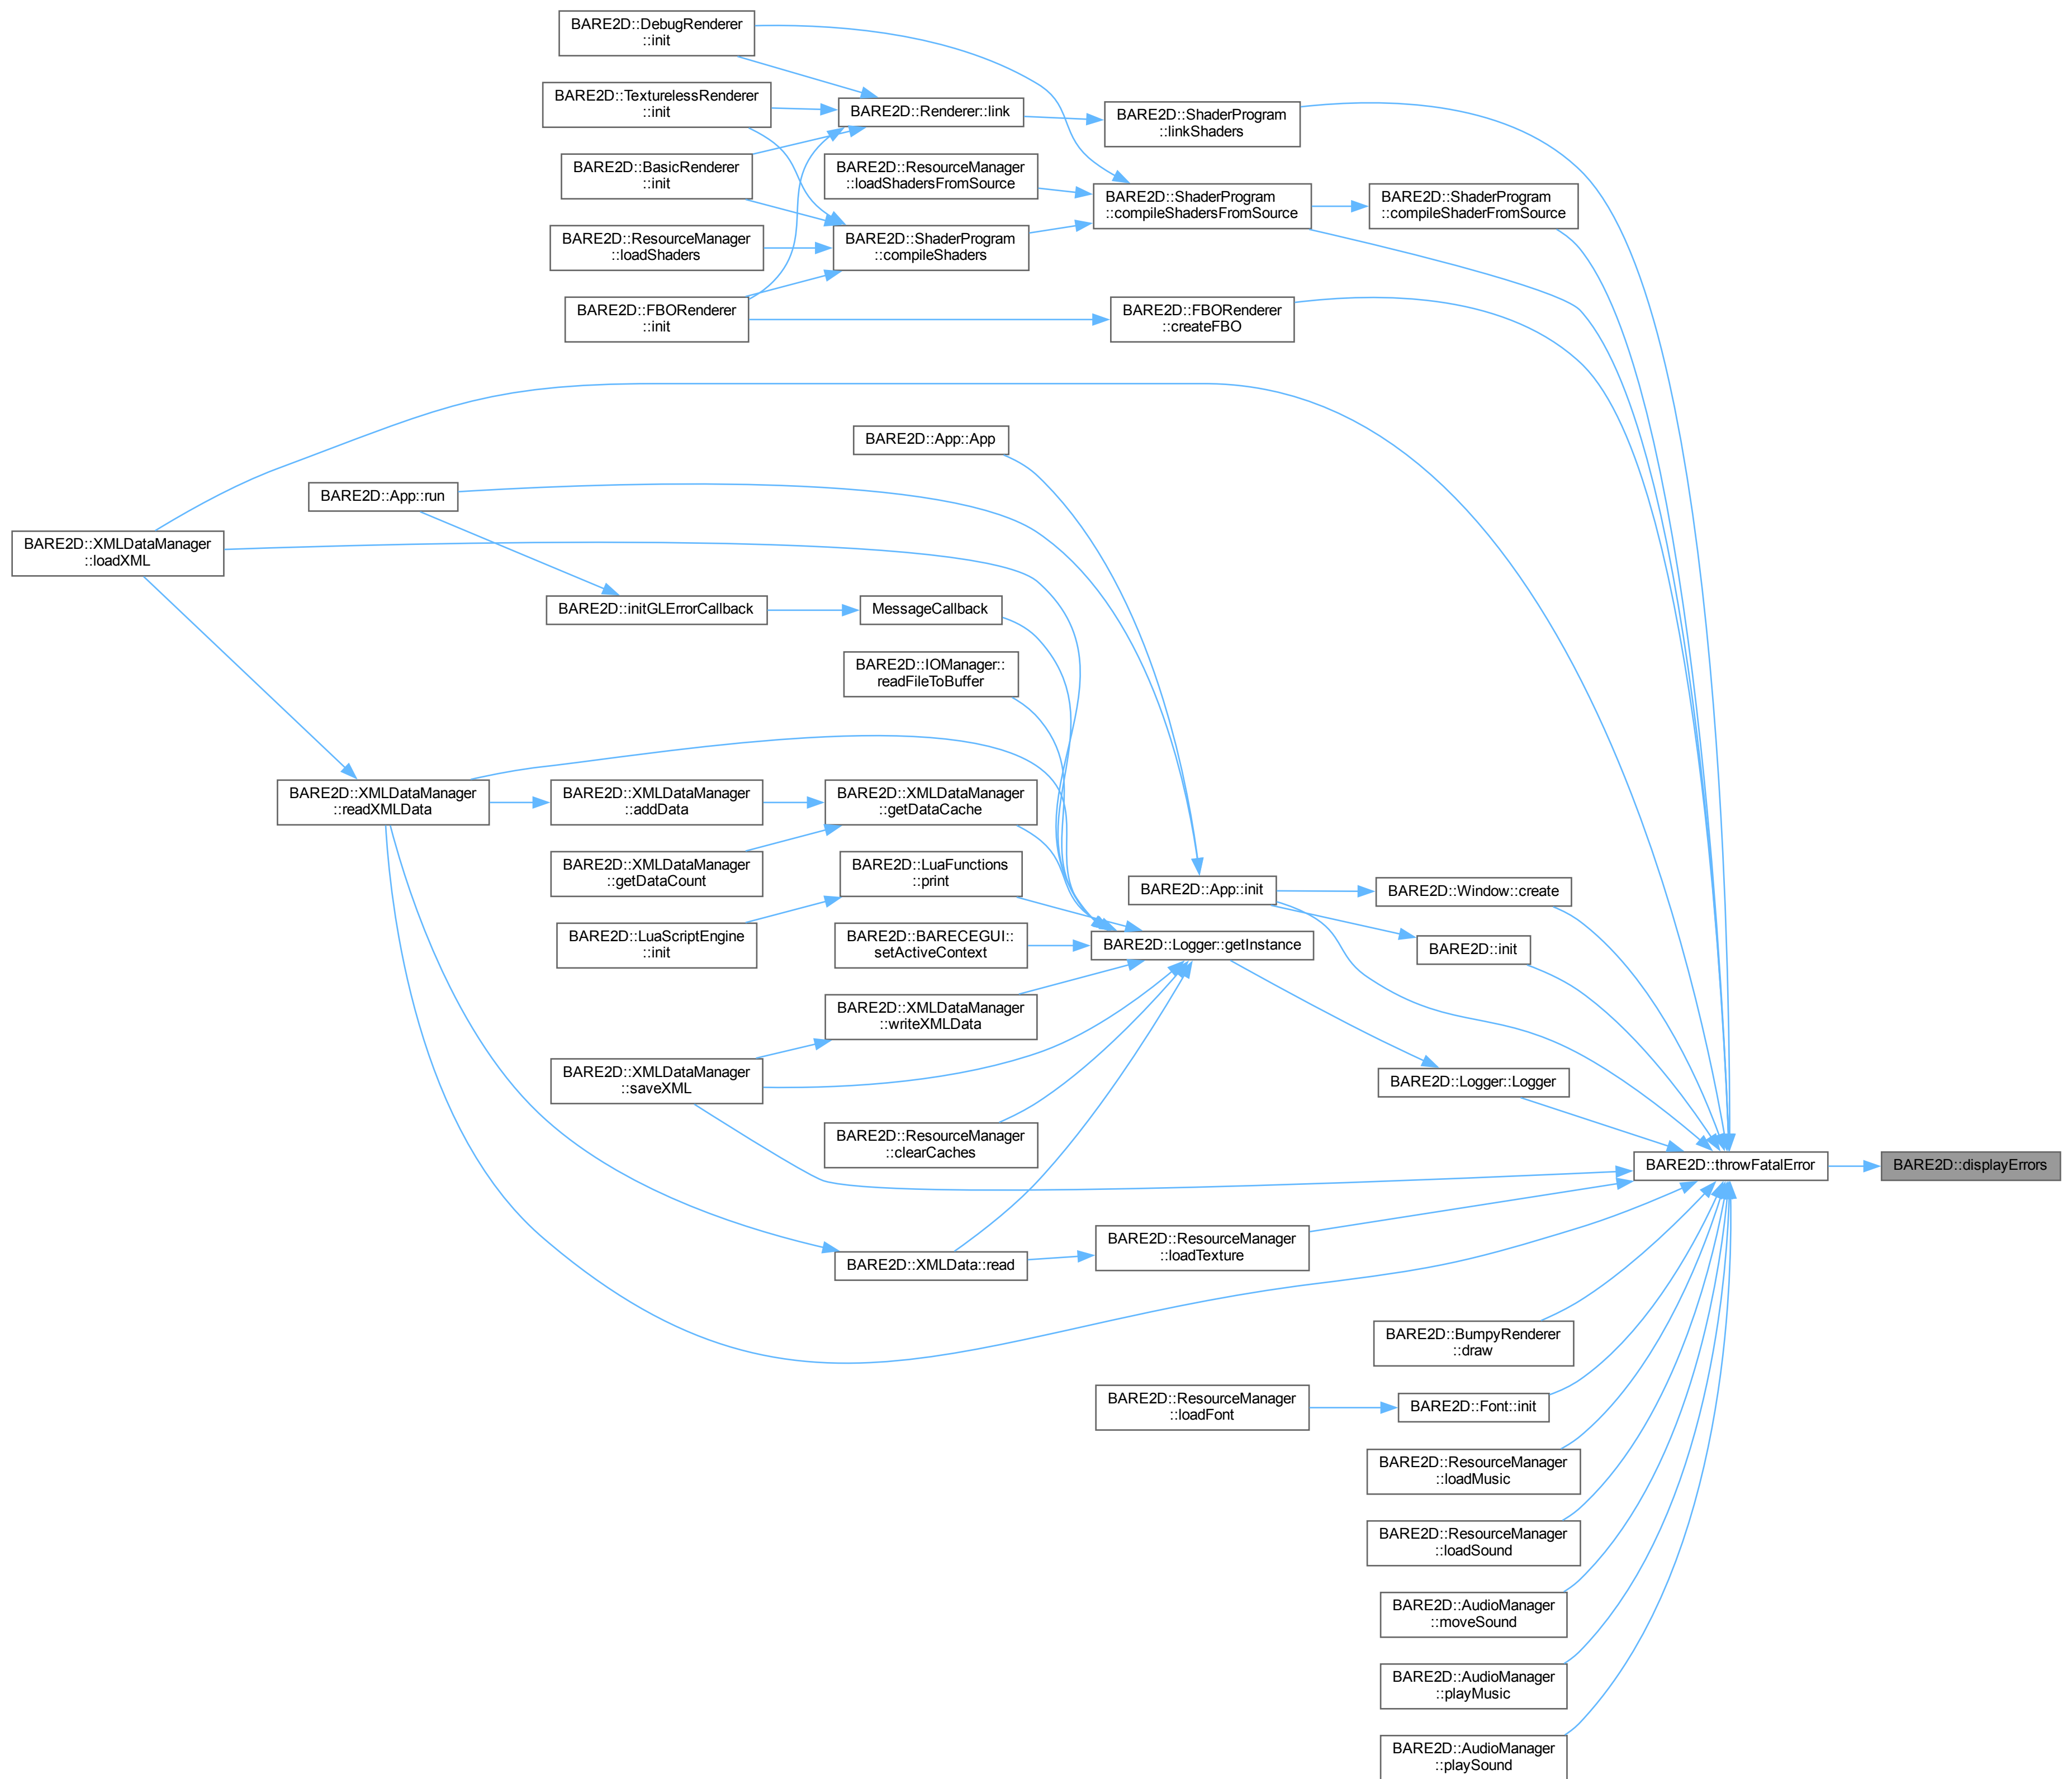 BARE2D::DebugRenderer
::init
BARE2D::TexturelessRenderer
::init
BARE2D::Renderer::link
BARE2D::ShaderProgram
::linkShaders
BARE2D::BasicRenderer
::init
BARE2D::ResourceManager
::loadShadersFromSource
BARE2D::ShaderProgram
::compileShadersFromSource
BARE2D::ShaderProgram
::compileShaderFromSource
BARE2D::ResourceManager
::loadShaders
BARE2D::ShaderProgram
::compileShaders
BARE2D::FBORenderer
::init
BARE2D::FBORenderer
::createFBO
BARE2D::App::App
BARE2D::App::run
BARE2D::XMLDataManager
::loadXML
BARE2D::initGLErrorCallback
MessageCallback
BARE2D::IOManager::
readFileToBuffer
BARE2D::XMLDataManager
::readXMLData
BARE2D::XMLDataManager
::addData
BARE2D::XMLDataManager
::getDataCache
BARE2D::XMLDataManager
::getDataCount
BARE2D::LuaFunctions
::print
BARE2D::App::init
BARE2D::Window::create
BARE2D::LuaScriptEngine
::init
BARE2D::BARECEGUI::
setActiveContext
BARE2D::Logger::getInstance
BARE2D::init
BARE2D::XMLDataManager
::writeXMLData
BARE2D::XMLDataManager
::saveXML
BARE2D::Logger::Logger
BARE2D::ResourceManager
::clearCaches
BARE2D::throwFatalError
BARE2D::displayErrors
BARE2D::XMLData::read
BARE2D::ResourceManager
::loadTexture
BARE2D::BumpyRenderer
::draw
BARE2D::ResourceManager
::loadFont
BARE2D::Font::init
BARE2D::ResourceManager
::loadMusic
BARE2D::ResourceManager
::loadSound
BARE2D::AudioManager
::moveSound
BARE2D::AudioManager
::playMusic
BARE2D::AudioManager
::playSound